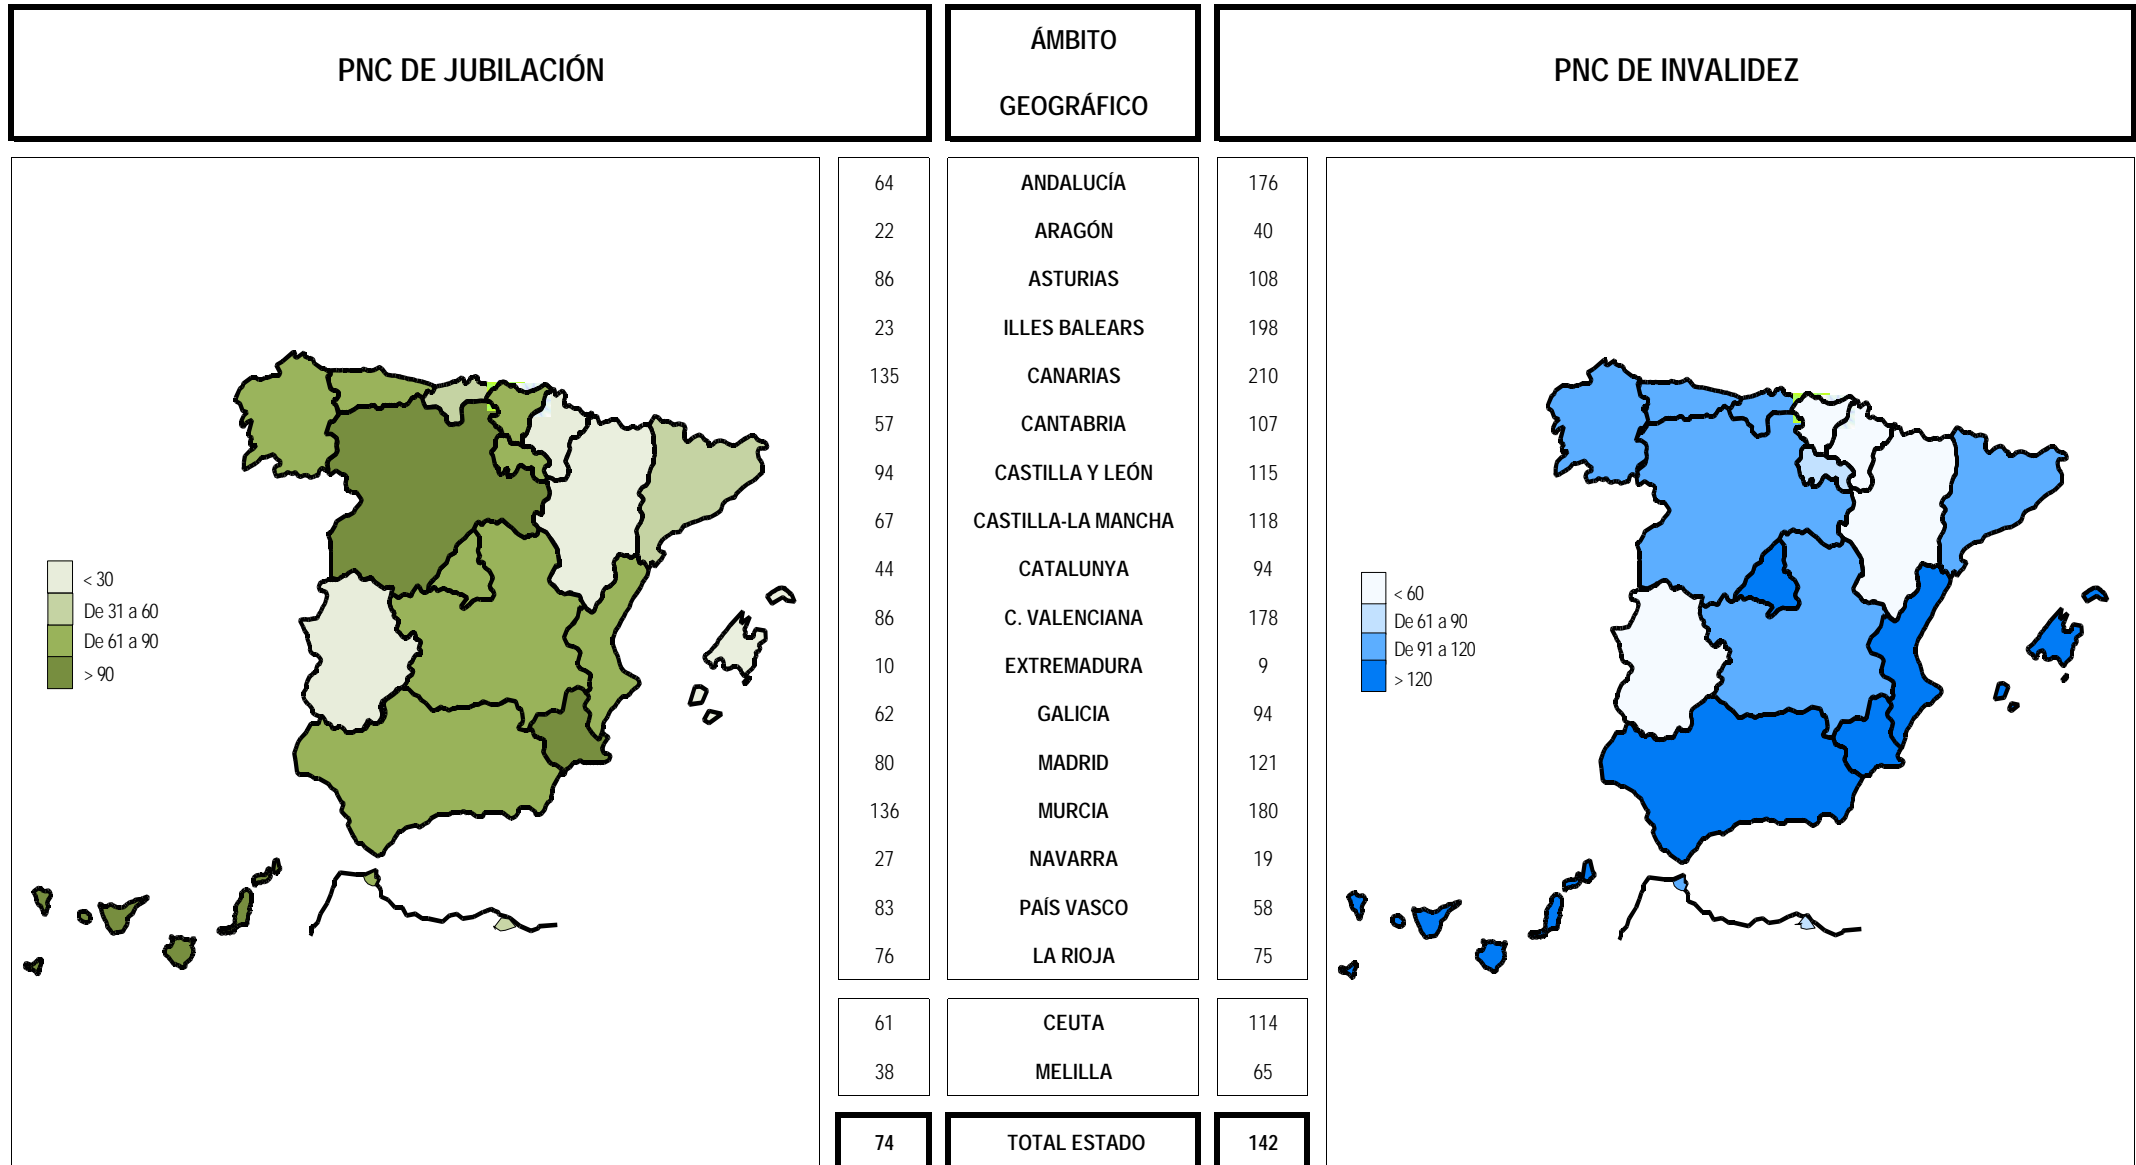 PNC DE JUBILACIÓN
ÁMBITO
GEOGRÁFICO
PNC DE INVALIDEZ
64 ANDALUCÍA 176
22 ARAGÓN 40
86 ASTURIAS 108
23 ILLES BALEARS 198
135 CANARIAS 210
57 CANTABRIA 107
94 CASTILLA Y LEÓN 115
67 CASTILLA-LA MANCHA 118
44 CATALUNYA 94
86 C. VALENCIANA 178
10 EXTREMADURA 9
62 GALICIA 94
80 MADRID 121
136 MURCIA 180
27 NAVARRA 19
83 PAÍS VASCO 58
76 LA RIOJA 75
61 CEUTA 114
38 MELILLA 65
74 TOTAL ESTADO 142
< 30
De 31 a 60
De 61 a 90
> 90
< 60
De 61 a 90
De 91 a 120
> 120